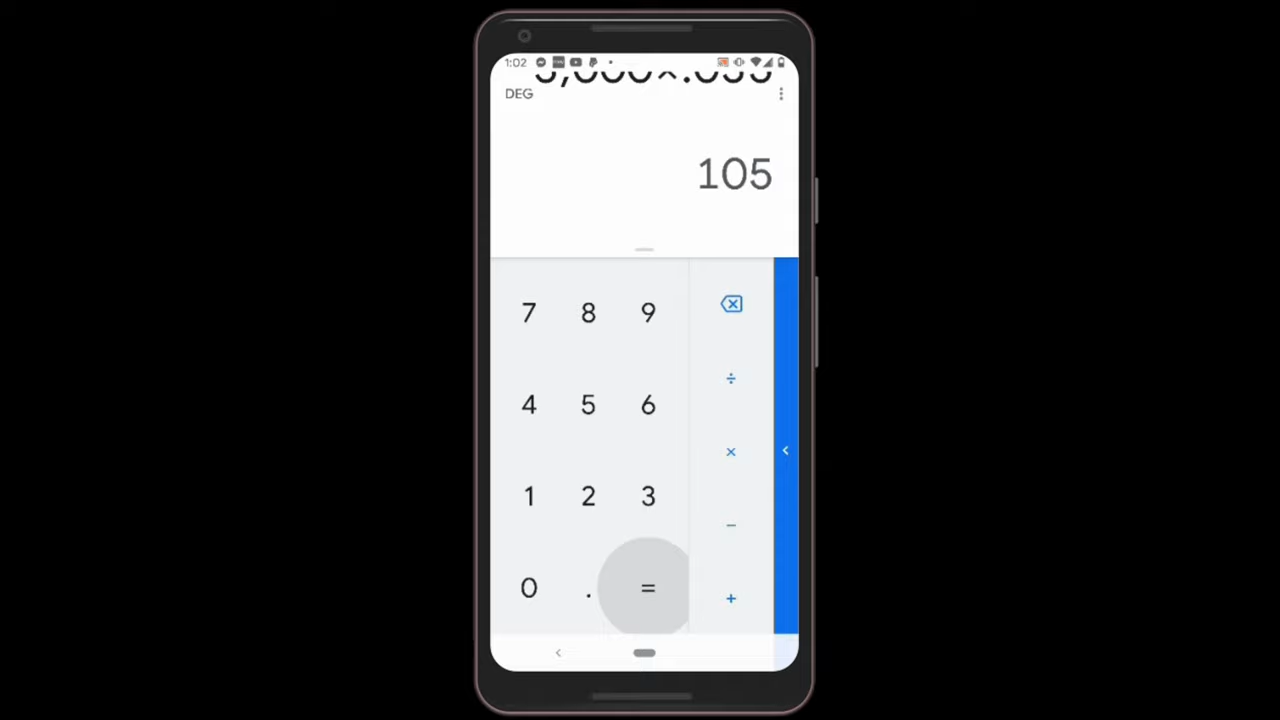 1:02
DEG
105
7 8 9
4 5 6
÷
×
1 2 3
−
0 . =
+